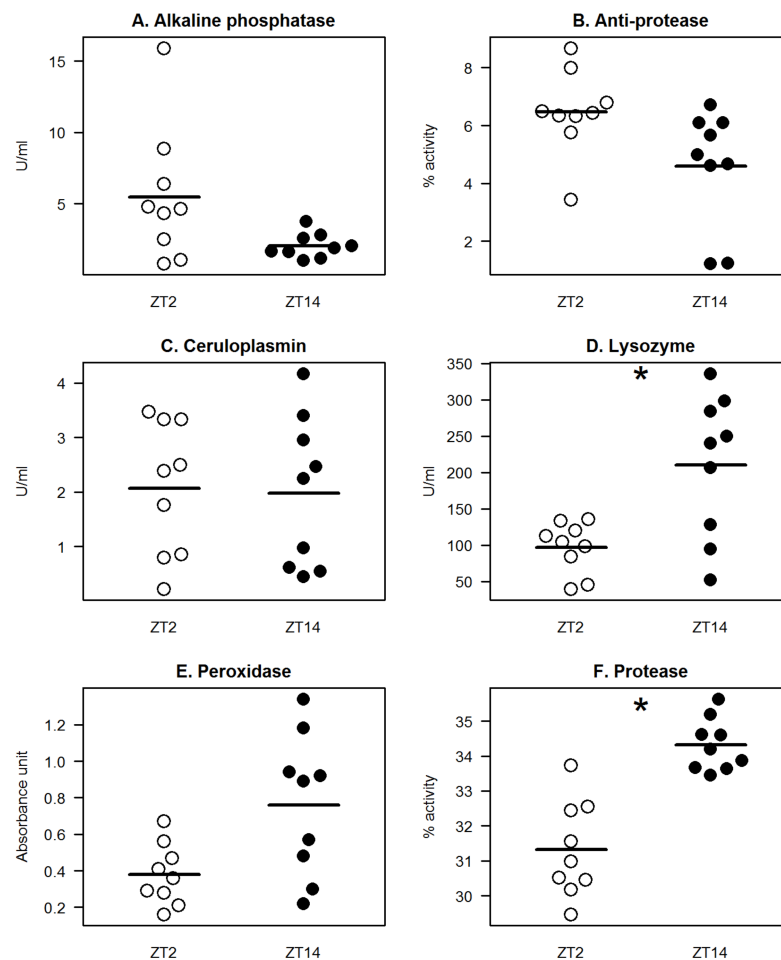 A. Alkaline phosphatase
U/ml
15
10
5
ZT2 ZT14
B. Anti-protease
% activity
8
6
4
2
ZT2 ZT14
C. Ceruloplasmin
U/ml
4
3
2
1
ZT2 ZT14
D. Lysozyme
U/ml
350
300
250
200
150
100
50
*
ZT2 ZT14
E. Peroxidase
Absorbance unit
1.2
1.0
0.8
0.6
0.4
0.2
ZT2 ZT14
F. Protease
% activity
35
34
33
32
31
30
*
ZT2 ZT14